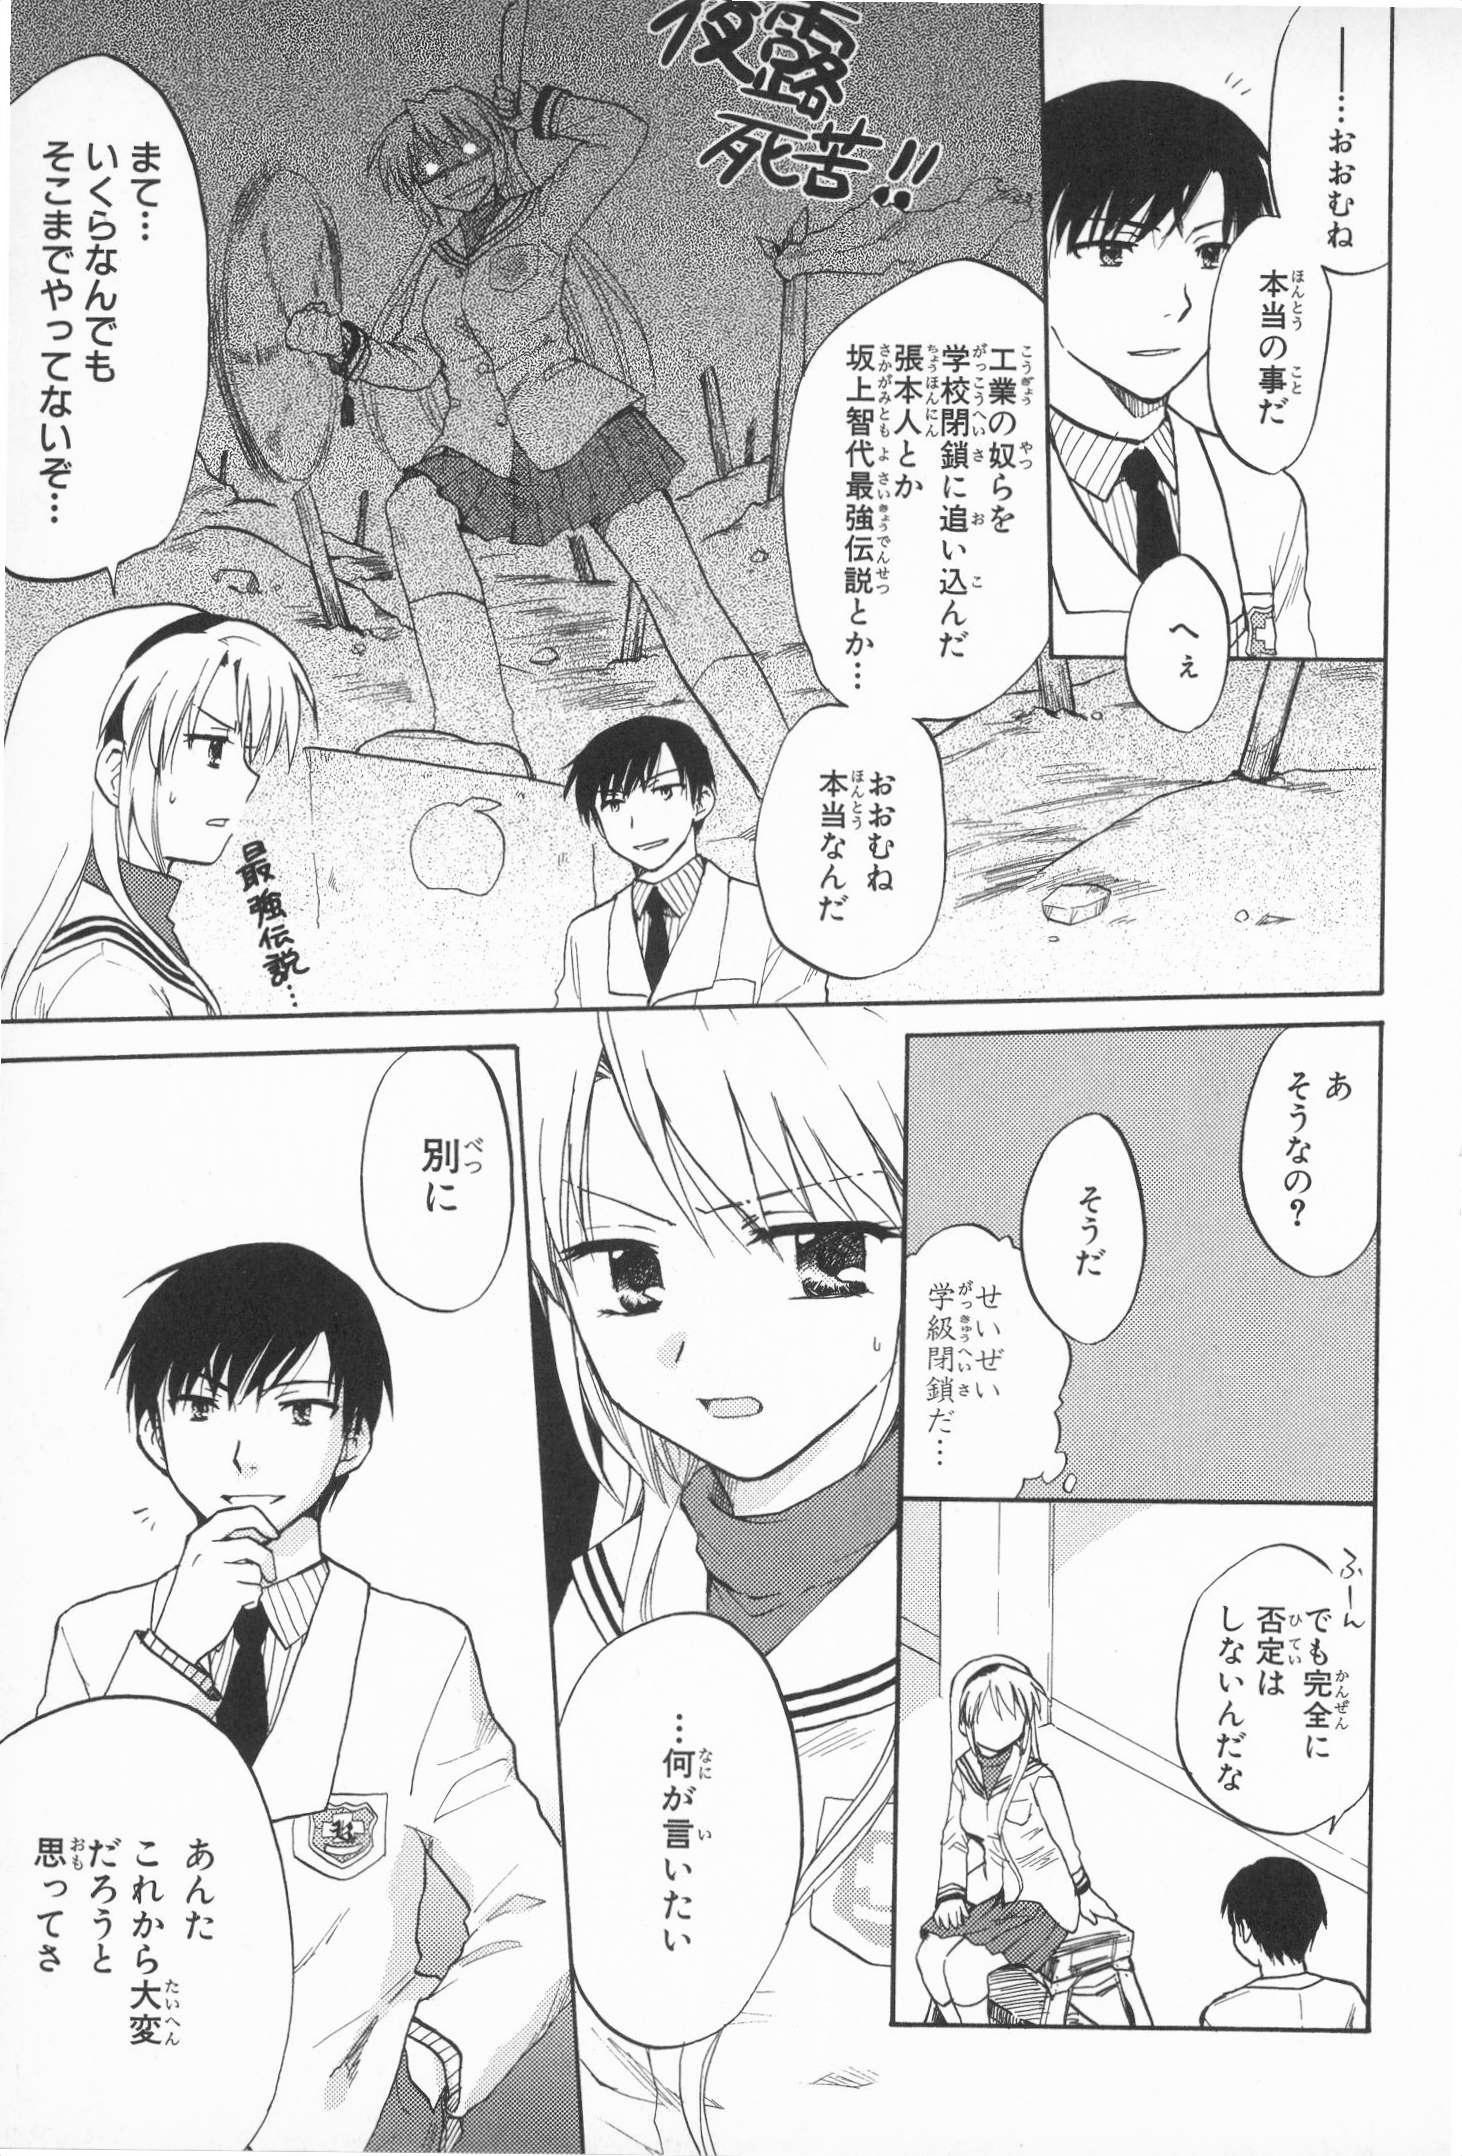 ―…おおむね
本当の事だ
へぇ
夜露
死苦!!
工業の奴らを
学校閉鎖に追い込んだ
張本人とか
坂上智代最強伝説とか…
おおむね
本当なんだ
まて…
いくらなんでも
そこまでやってないぞ…
最強伝説…
あ
そうなの?
そうだ
せいぜい
学級閉鎖だ…
ふーん
でも完全に
否定は
しないんだな
…何が言いたい
別に
あんた
これから大変
だろうと
思ってさ